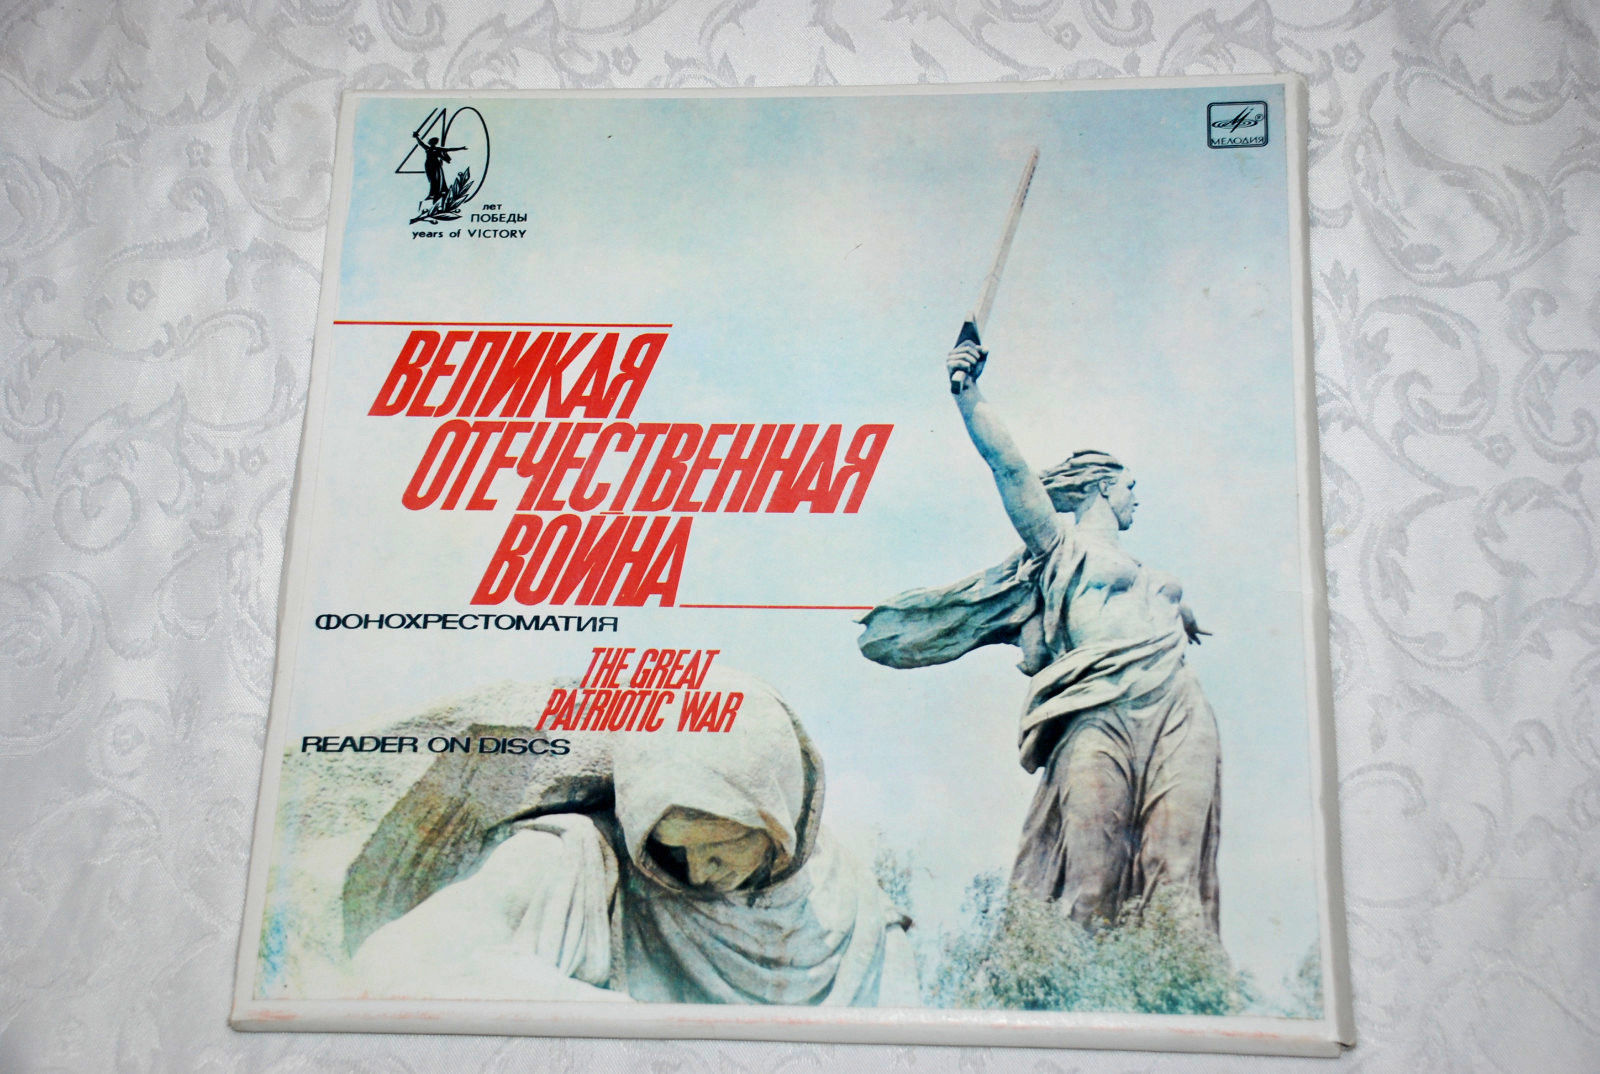 40
лет
ПОБЕДЫ
years of VICTORY
МЕЛОДИЯ
ВЕЛИКАЯ
ОТЕЧЕСТВЕННАЯ
ВОЙНА
ФОНОХРЕСТОМАТИЯ
THE GREAT
PATRIOTIC WAR
READER ON DISCS